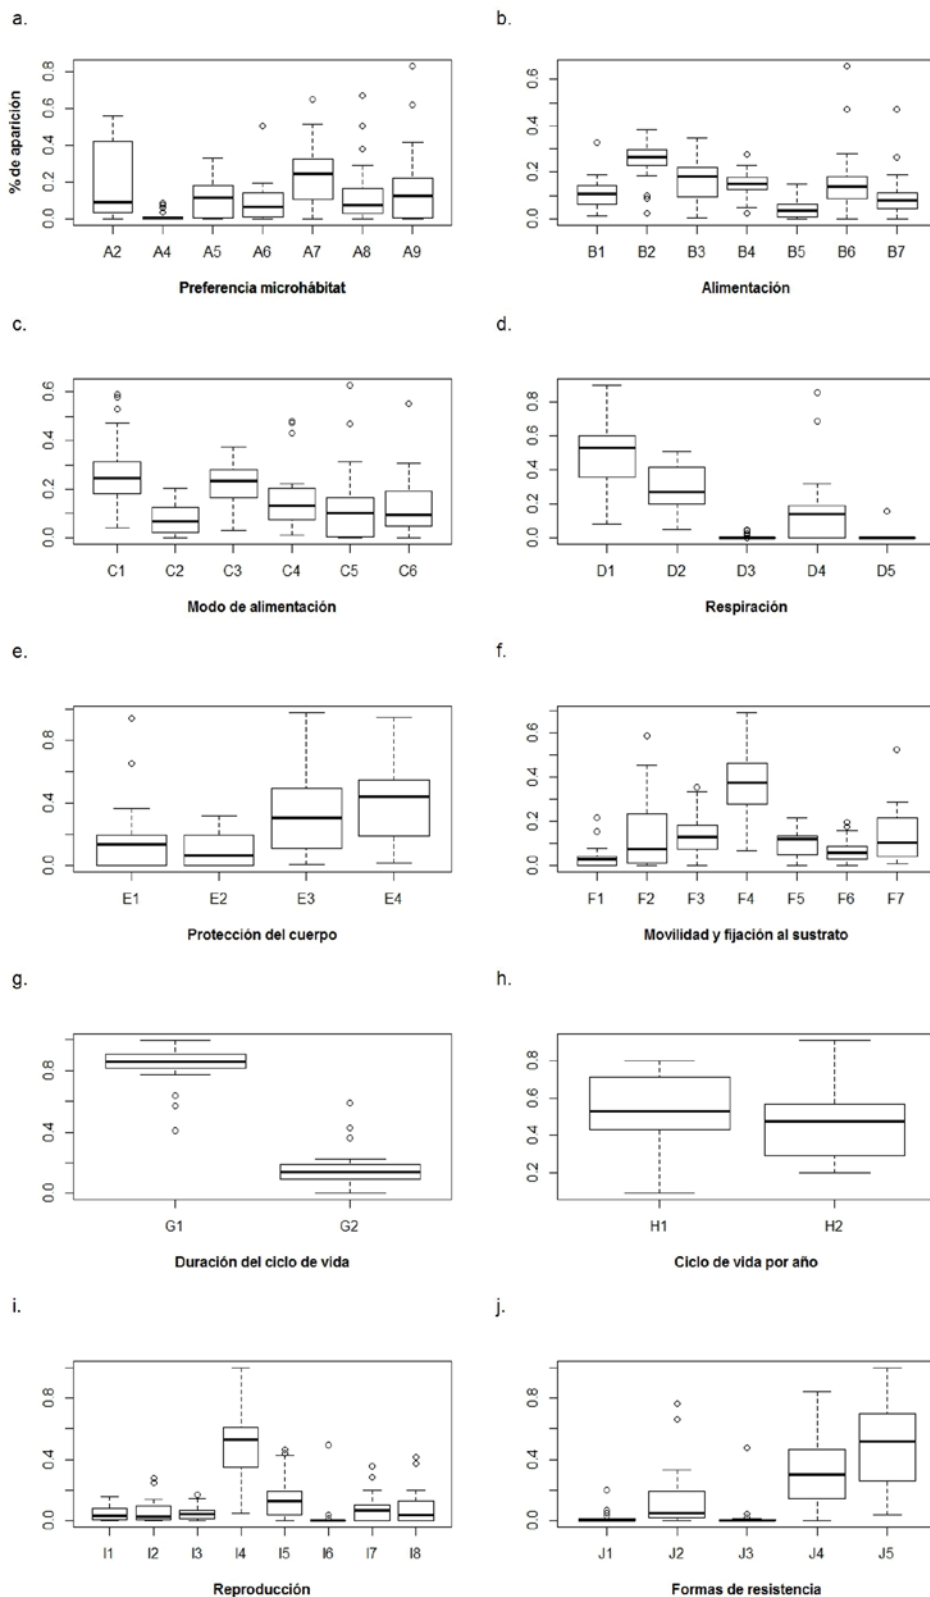 a.
b.
% de aparición
0.0 0.2 0.4 0.6 0.8
0.0 0.2 0.4 0.6
A2 A4 A5 A6 A7 A8 A9
B1 B2 B3 B4 B5 B6 B7
Preferencia microhábitat
Alimentación
c.
d.
0.0 0.2 0.4 0.6
0.0 0.2 0.4 0.6 0.8
C1 C2 C3 C4 C5 C6
D1 D2 D3 D4 D5
Modo de alimentación
Respiración
e.
f.
0.0 0.4 0.8
0.0 0.2 0.4 0.6
E1 E2 E3 E4
F1 F2 F3 F4 F5 F6 F7
Protección del cuerpo
Movilidad y fijación al sustrato
g.
h.
0.0 0.4 0.8
0.2 0.4 0.6 0.8
G1 G2
H1 H2
Duración del ciclo de vida
Ciclo de vida por año
i.
j.
0.0 0.4 0.8
0.0 0.4 0.8
I1 I2 I3 I4 I5 I6 I7 I8
J1 J2 J3 J4 J5
Reproducción
Formas de resistencia